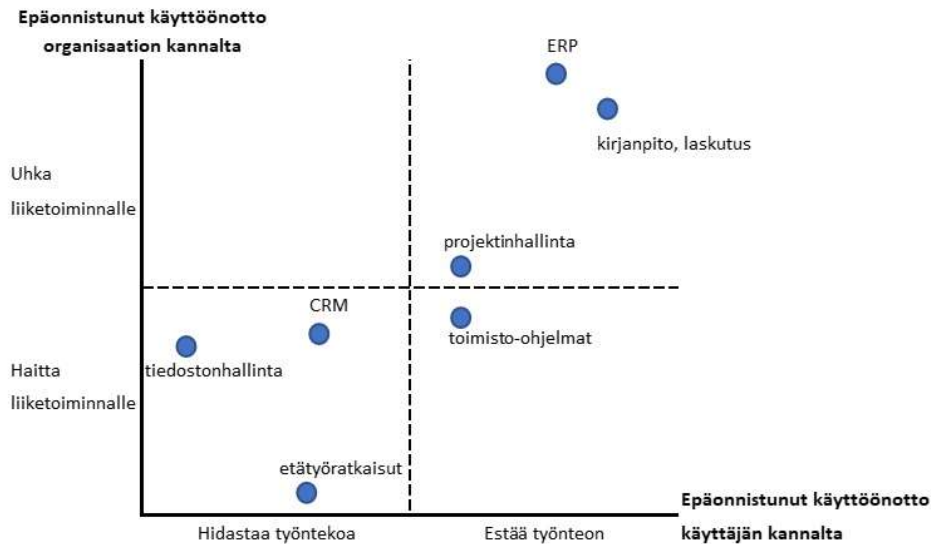 Epäonnistunut käyttöönotto
organisaation kannalta
ERP
kirjanpito, laskutus
Uhka
liiketoiminnalle
projektinhallinta
CRM
toimisto-ohjelmat
Haitta
tiedostonhallinta
liiketoiminnalle
etätyöratkaisut
Epäonnistunut käyttöönotto
käyttäjän kannalta
Hidastaa työntekoa
Estää työnteon